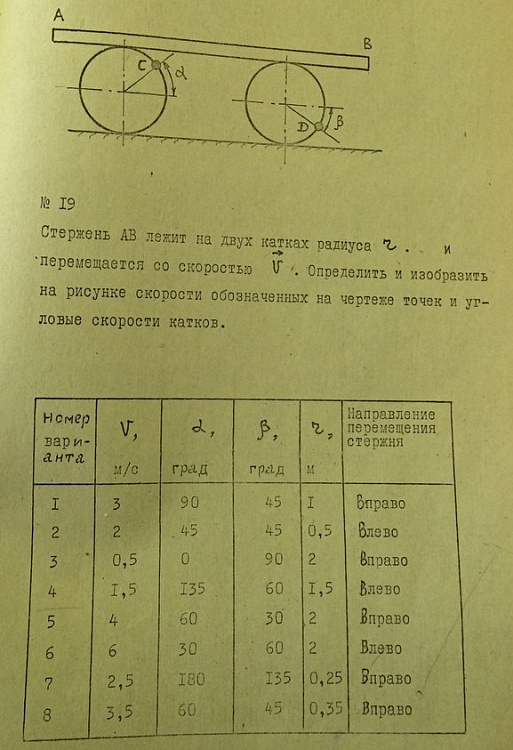 А
В
С
α
D
β
№ 19
Стержень АВ лежит на двух катках радиуса r. и
перемещается со скоростью V. Определить и изобразить
на рисунке скорости обозначенных на чертеже точек и уг-
ловые скорости катков.
Номер вари-анта V, м/с α, град β, град r, м Направление перемещения стержня
1 3 90 45 1 Вправо
2 2 45 45 0,5 Влево
3 0,5 0 90 2 Вправо
4 1,5 135 60 1,5 Влево
5 4 60 30 2 Вправо
6 6 30 60 2 Влево
7 2,5 180 135 0,25 Вправо
8 3,5 60 45 0,35 Вправо